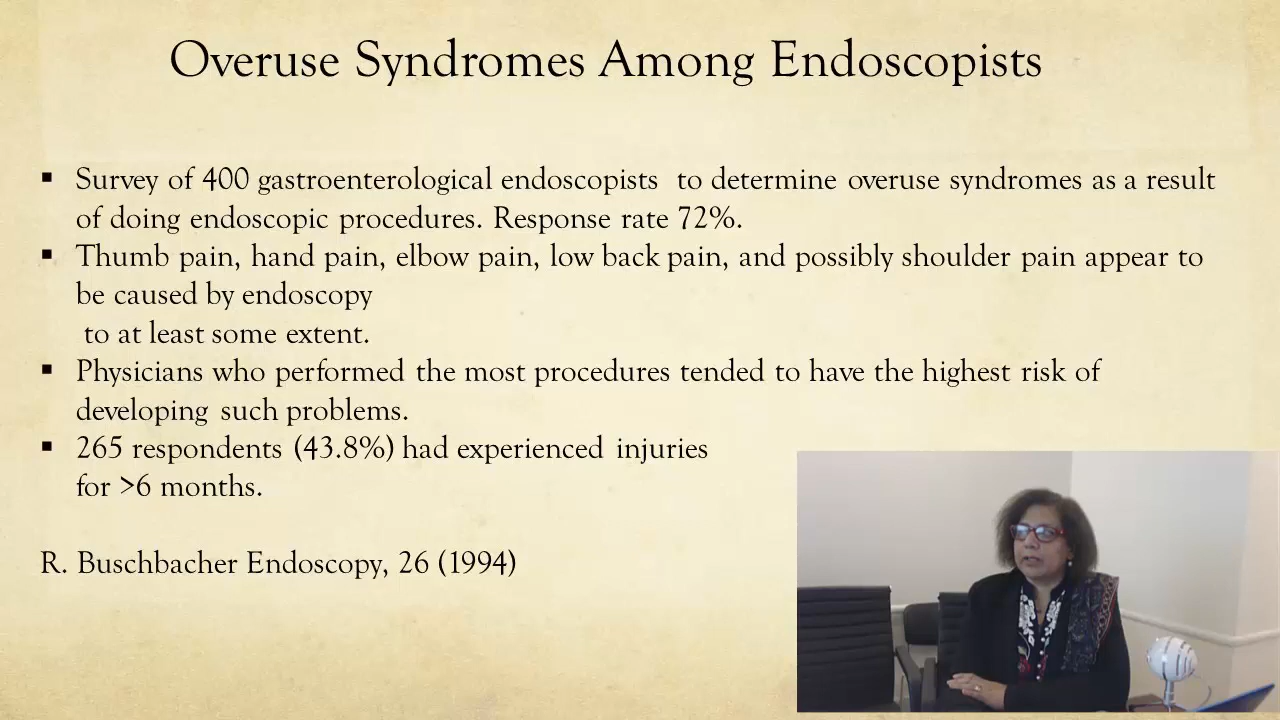 Overuse Syndromes Among Endoscopists
▪ Survey of 400 gastroenterological endoscopists to determine overuse syndromes as a result
of doing endoscopic procedures. Response rate 72%.
▪ Thumb pain, hand pain, elbow pain, low back pain, and possibly shoulder pain appear to
be caused by endoscopy
to at least some extent.
▪ Physicians who performed the most procedures tended to have the highest risk of
developing such problems.
▪ 265 respondents (43.8%) had experienced injuries
for >6 months.
R. Buschbacher Endoscopy, 26 (1994)